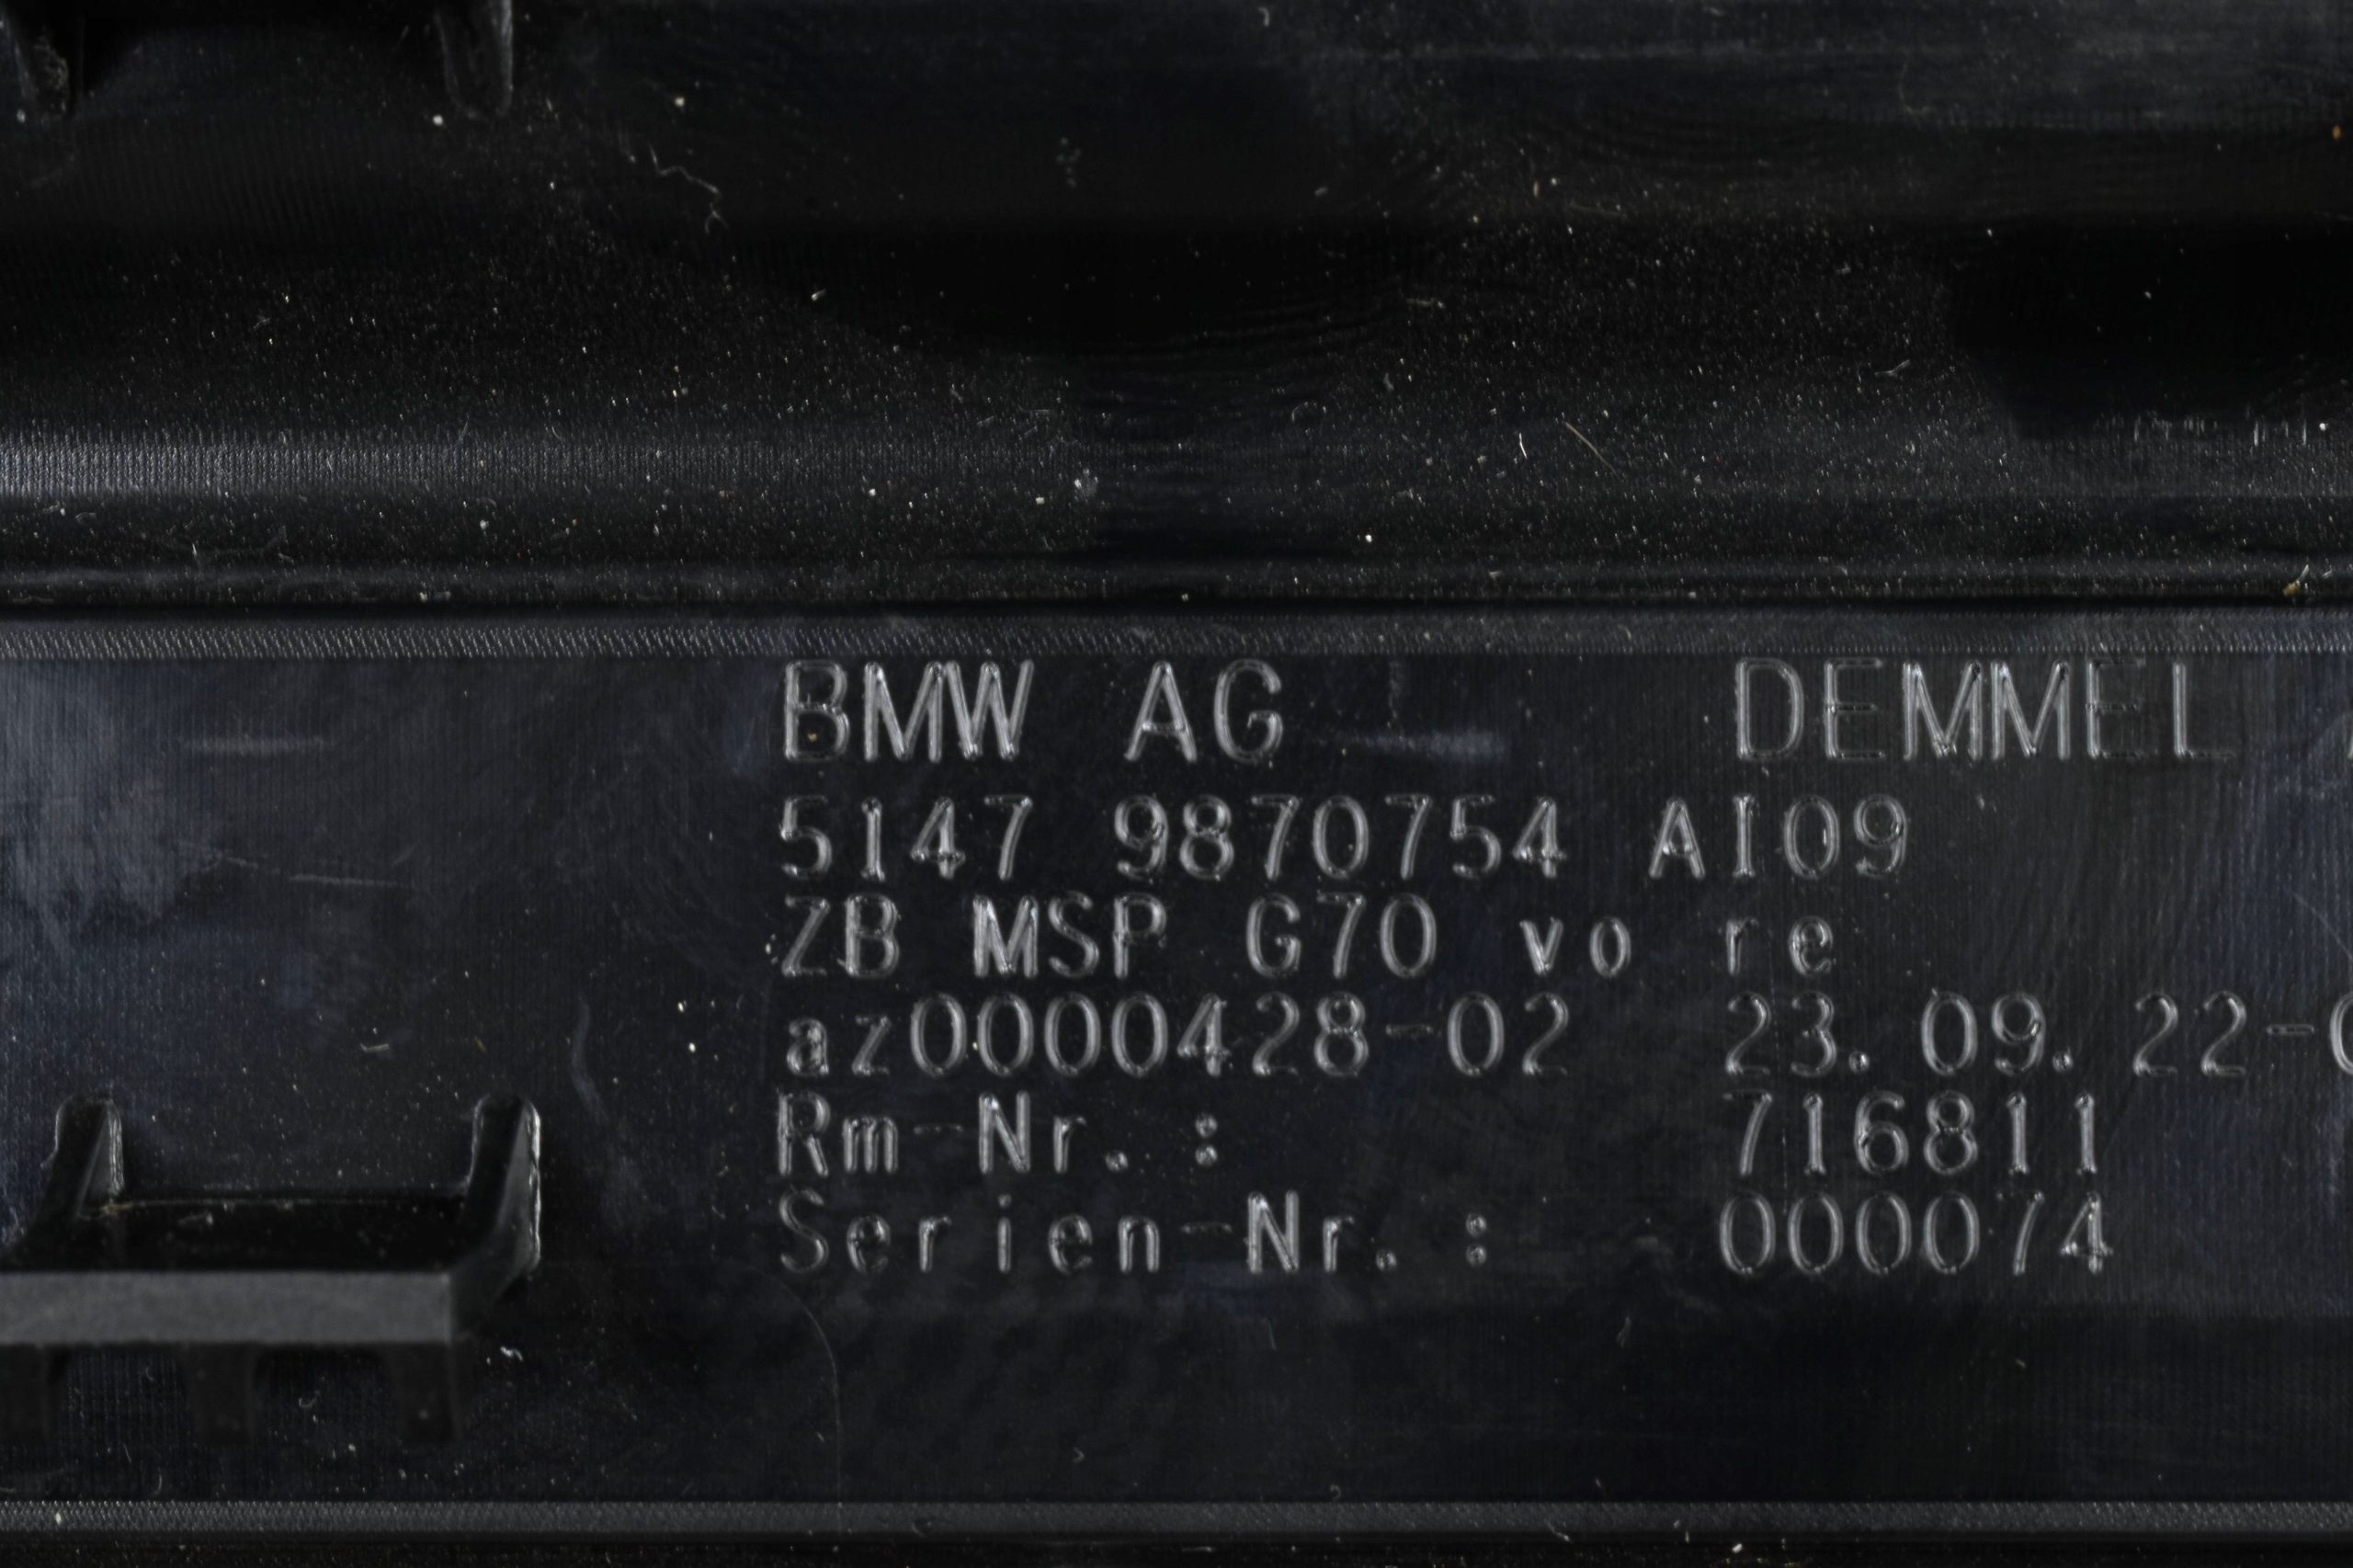 BMW AG DEMMEL
5147 9870754 AI09
ZB MSP G70 vo re
az0000428-02 23.09.22-
Rm-Nr.: 716811
Serien-Nr.: 000074